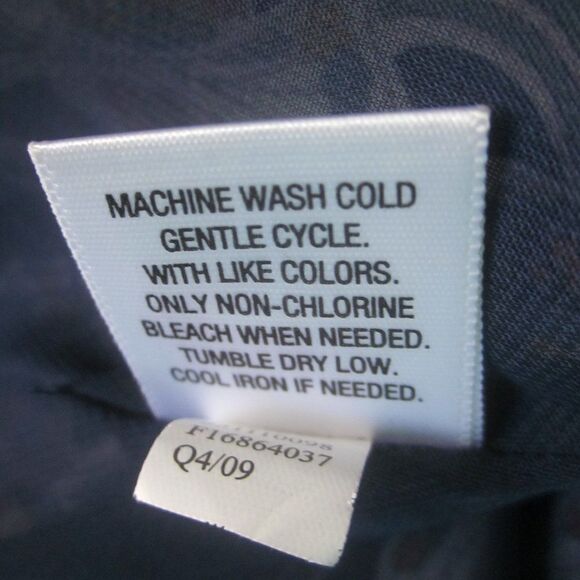 MACHINE WASH COLD
GENTLE CYCLE.
WITH LIKE COLORS.
ONLY NON-CHLORINE
BLEACH WHEN NEEDED.
TUMBLE DRY LOW.
COOL IRON IF NEEDED.
F16864037
Q4/09